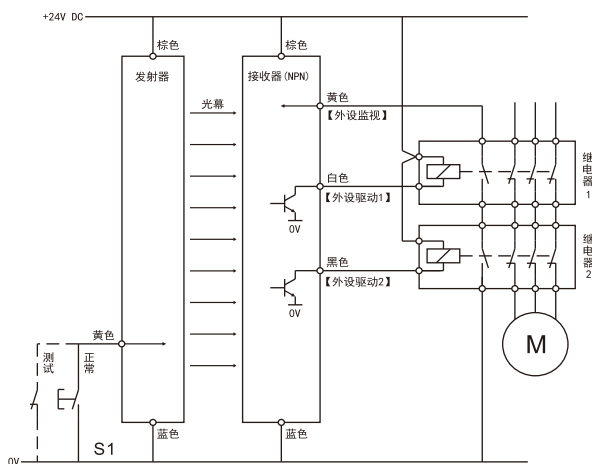 +24V DC
棕色
棕色
发射器
接收器(NPN)
光幕
黄色
【外设监视】
继电器1
白色
【外设驱动1】
0V
继电器2
黑色
【外设驱动2】
0V
黄色
测试
正常
M
S1
蓝色
蓝色
0V